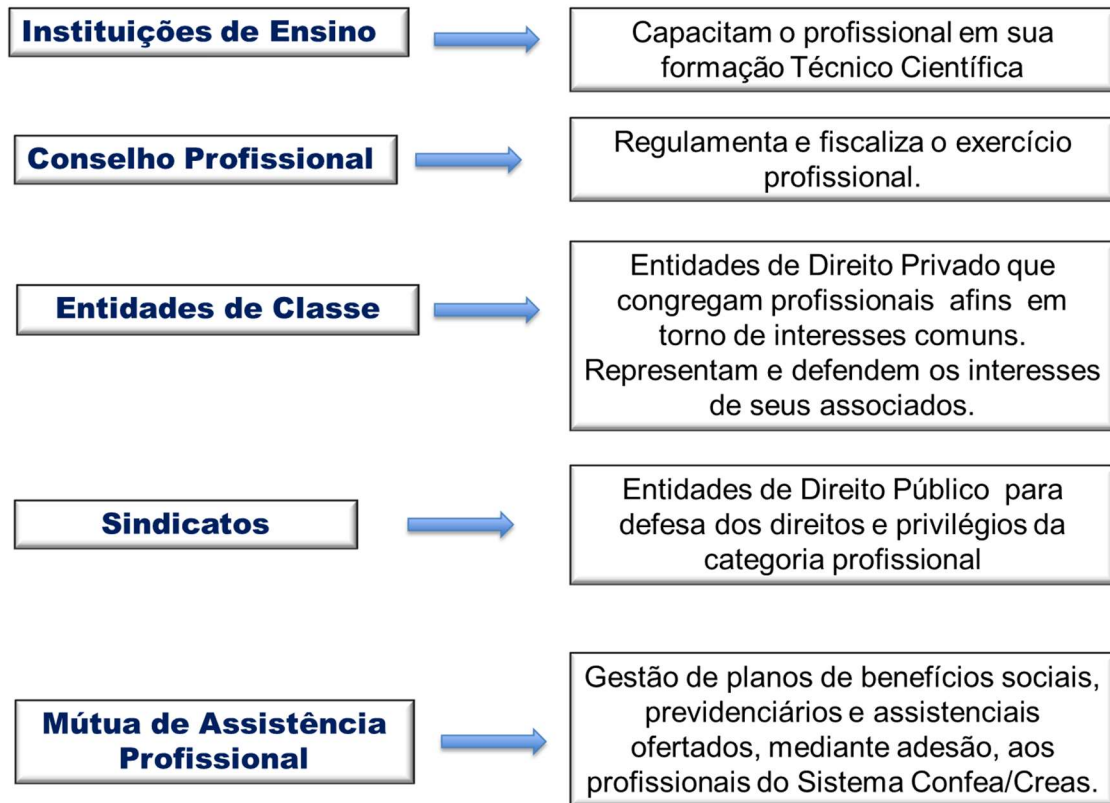 Instituições de Ensino
Capacitam o profissional em sua
formação Técnico Científica
Conselho Profissional
Regulamenta e fiscaliza o exercício
profissional.
Entidades de Classe
Entidades de Direito Privado que
congregam profissionais afins em
torno de interesses comuns.
Representam e defendem os interesses
de seus associados.
Sindicatos
Entidades de Direito Público para
defesa dos direitos e privilégios da
categoria profissional
Mútua de Assistência
Profissional
Gestão de planos de benefícios sociais,
previdenciários e assistenciais
ofertados, mediante adesão, aos
profissionais do Sistema Confea/Creas.